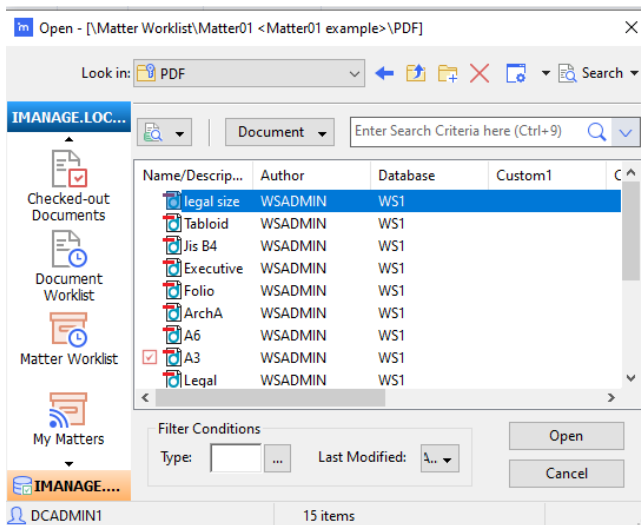 Open - [\Matter Worklist\Matter01 <Matter01 example>\PDF]
Look in: PDF Search
IMANAGE.LOC...
Checked-out
Documents
Document
Worklist
Matter Worklist
My Matters
IMANAGE....
Document Enter Search Criteria here (Ctrl+9)
Name/Descrip... Author Database Custom1 C
legal size WSADMIN WS1
Tabloid WSADMIN WS1
Jis B4 WSADMIN WS1
Executive WSADMIN WS1
Folio WSADMIN WS1
ArchA WSADMIN WS1
A6 WSADMIN WS1
A3 WSADMIN WS1
Legal WSADMIN WS1
Filter Conditions
Type: ... Last Modified:
Open
Cancel
DCADMIN1 15 items